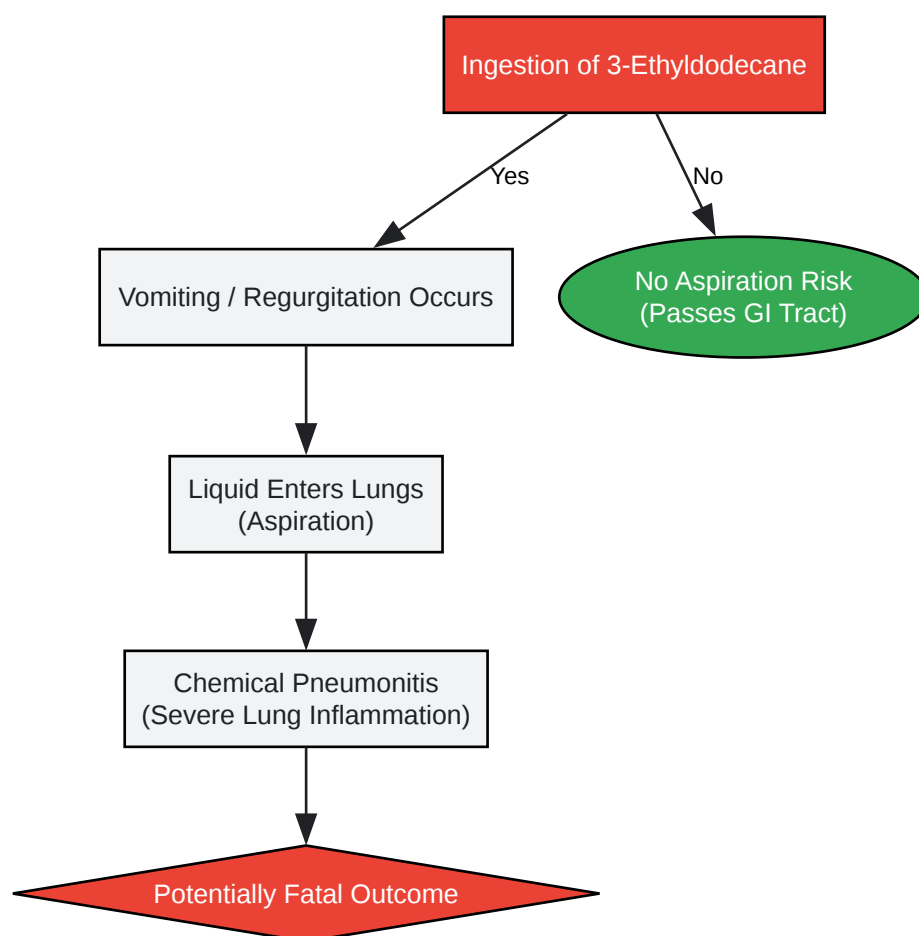 Ingestion of 3-Ethyldodecane
Yes
No
Vomiting / Regurgitation Occurs
No Aspiration Risk
(Passes GI Tract)
Liquid Enters Lungs
(Aspiration)
Chemical Pneumonitis
(Severe Lung Inflammation)
Potentially Fatal Outcome